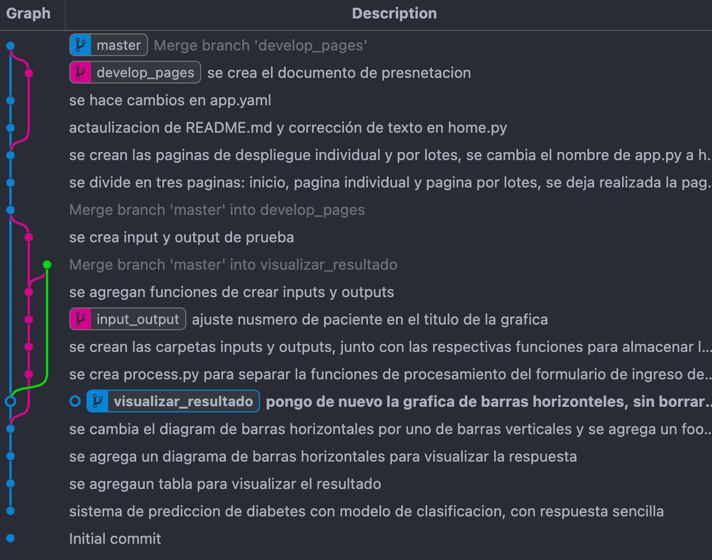 Graph Description
master Merge branch 'develop_pages'
develop_pages se crea el documento de presnetacion
se hace cambios en app.yaml
actaulizacion de README.md y corrección de texto en home.py
se crean las paginas de despliegue individual y por lotes, se cambia el nombre de app.py a h...
se divide en tres paginas: inicio, pagina individual y pagina por lotes, se deja realizada la pag...
Merge branch 'master' into develop_pages
se crea input y output de prueba
Merge branch 'master' into visualizar_resultado
se agregan funciones de crear inputs y outputs
input_output ajuste nusmero de paciente en el titulo de la grafica
se crean las carpetas inputs y outputs, junto con las respectivas funciones para almacenar l...
se crea process.py para separar la funciones de procesamiento del formulario de ingreso de...
visualizar_resultado pongo de nuevo la grafica de barras horizonteles, sin borrar...
se cambia el diagram de barras horizontales por uno de barras verticales y se agrega un foo...
se agrega un diagrama de barras horizontales para visualizar la respuesta
se agregaun tabla para visualizar el resultado
sistema de prediccion de diabetes con modelo de clasificacion, con respuesta sencilla
Initial commit